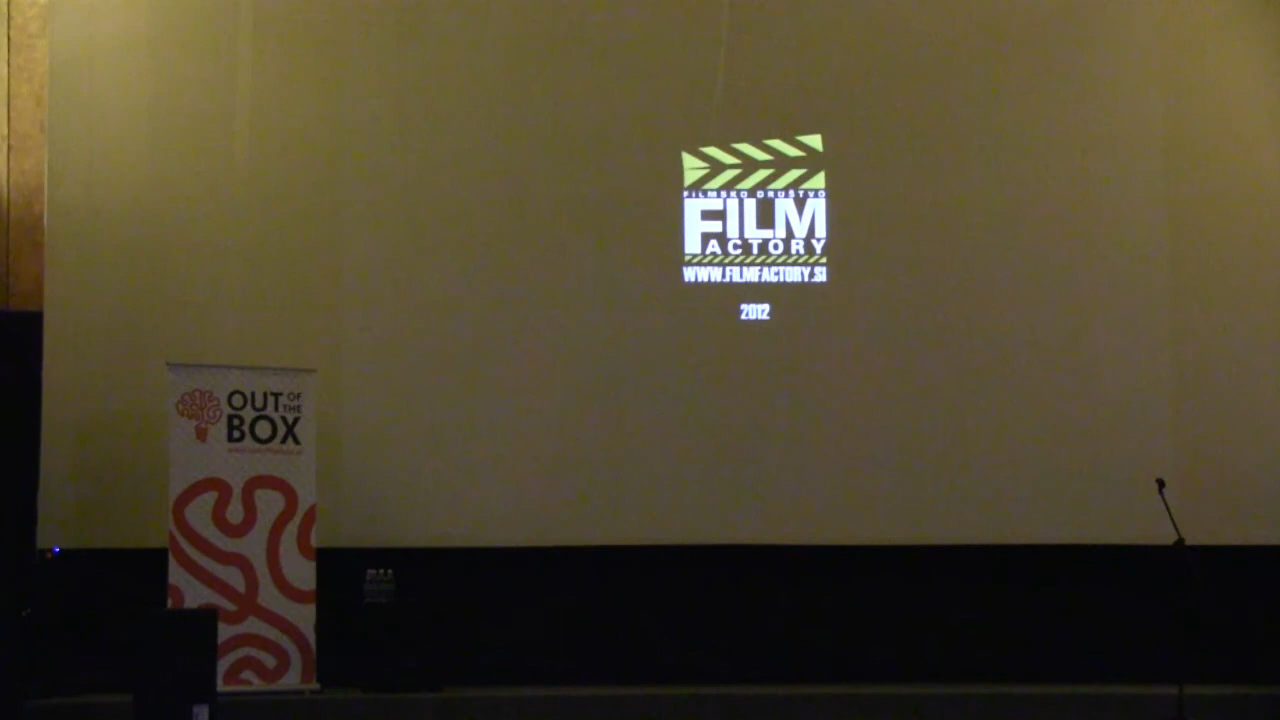 FILMSKO DRUŠTVO
FILM
FACTORY
WWW.FILMFACTORY.SI
2012
OUT OF THE
BOX